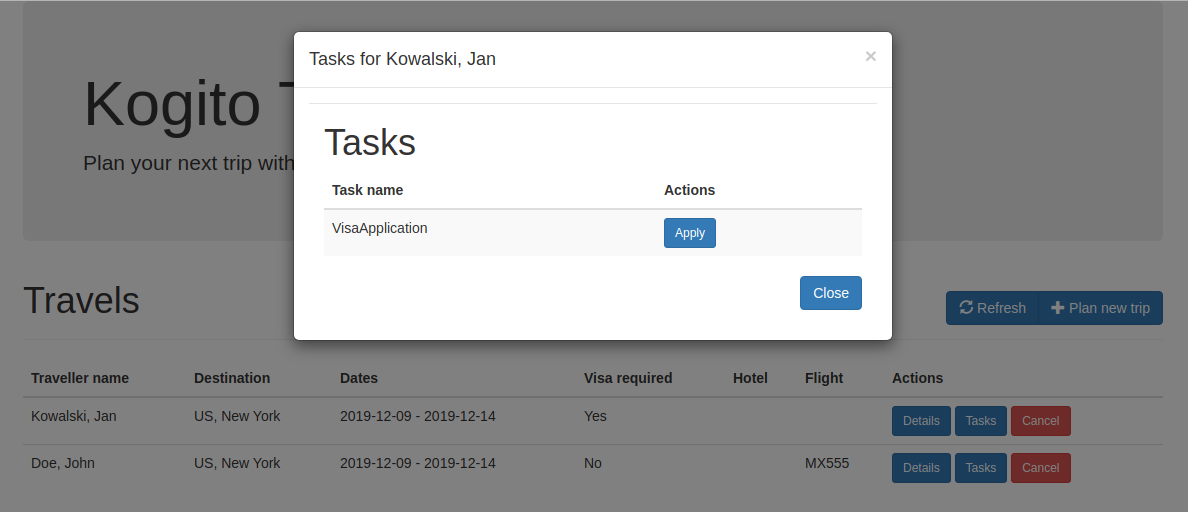 Tasks for Kowalski, Jan ×
Kogito
Plan your next trip with
Tasks
Task name Actions
VisaApplication Apply
Close
Travels
Refresh Plan new trip
Traveller name Destination Dates Visa required Hotel Flight Actions
Kowalski, Jan US, New York 2019-12-09 - 2019-12-14 Yes Details Tasks Cancel
Doe, John US, New York 2019-12-09 - 2019-12-14 No MX555 Details Tasks Cancel